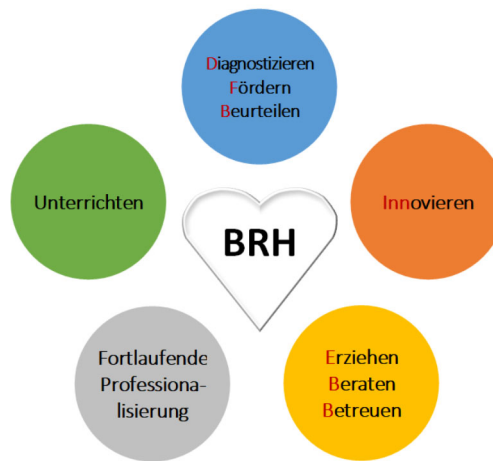 Diagnostizieren
Fördern
Beurteilen
Unterrichten
Innovieren
BRH
Fortlaufende
Professiona-
lisierung
Erziehen
Beraten
Betreuen